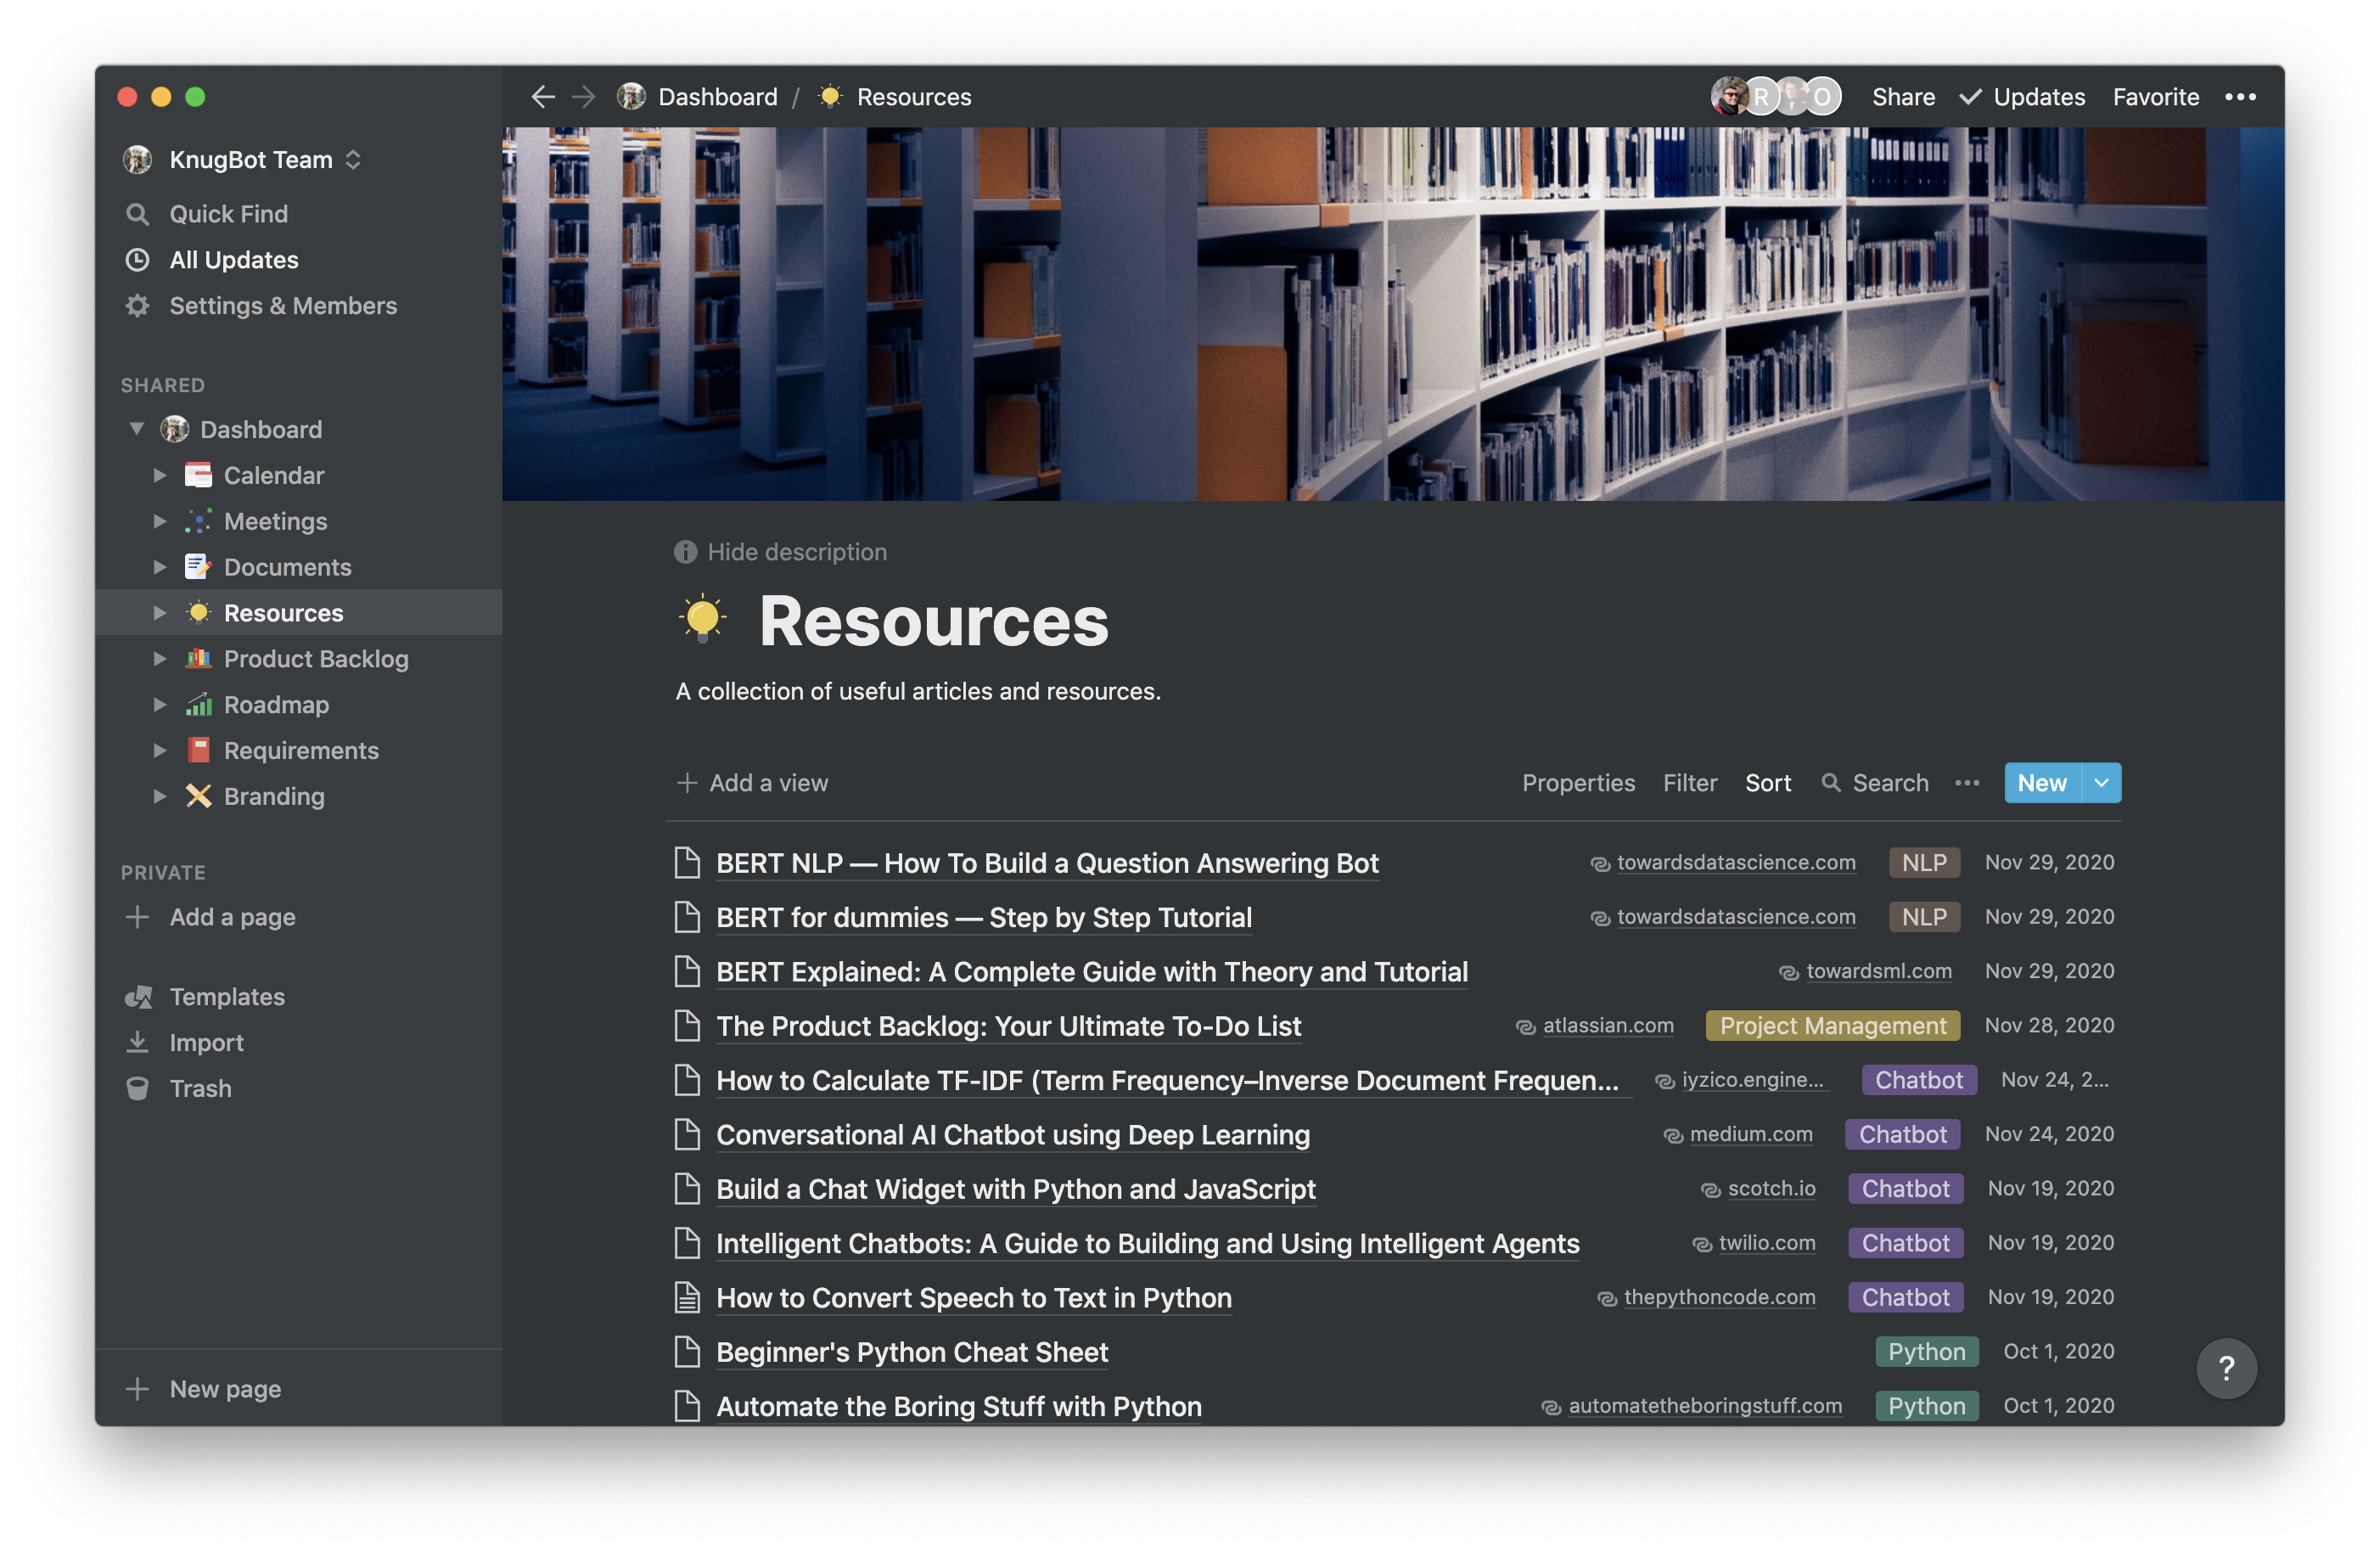 Dashboard / Resources
R O Share Updates Favorite •••
KnugBot Team
Quick Find
All Updates
Settings & Members
SHARED
Dashboard
Calendar
Meetings
Documents
Resources
Product Backlog
Roadmap
Requirements
Branding
PRIVATE
Add a page
Templates
Import
Trash
New page
Hide description
Resources
A collection of useful articles and resources.
Add a view Properties Filter Sort Search ••• New
BERT NLP — How To Build a Question Answering Bot towardsdatascience.com NLP Nov 29, 2020
BERT for dummies — Step by Step Tutorial towardsdatascience.com NLP Nov 29, 2020
BERT Explained: A Complete Guide with Theory and Tutorial towardsml.com Nov 29, 2020
The Product Backlog: Your Ultimate To-Do List atlassian.com Project Management Nov 28, 2020
How to Calculate TF-IDF (Term Frequency–Inverse Document Frequen... iyzico.engine... Chatbot Nov 24, 2...
Conversational AI Chatbot using Deep Learning medium.com Chatbot Nov 24, 2020
Build a Chat Widget with Python and JavaScript scotch.io Chatbot Nov 19, 2020
Intelligent Chatbots: A Guide to Building and Using Intelligent Agents twilio.com Chatbot Nov 19, 2020
How to Convert Speech to Text in Python thepythoncode.com Chatbot Nov 19, 2020
Beginner's Python Cheat Sheet Python Oct 1, 2020
Automate the Boring Stuff with Python automatetheboringstuff.com Python Oct 1, 2020
?